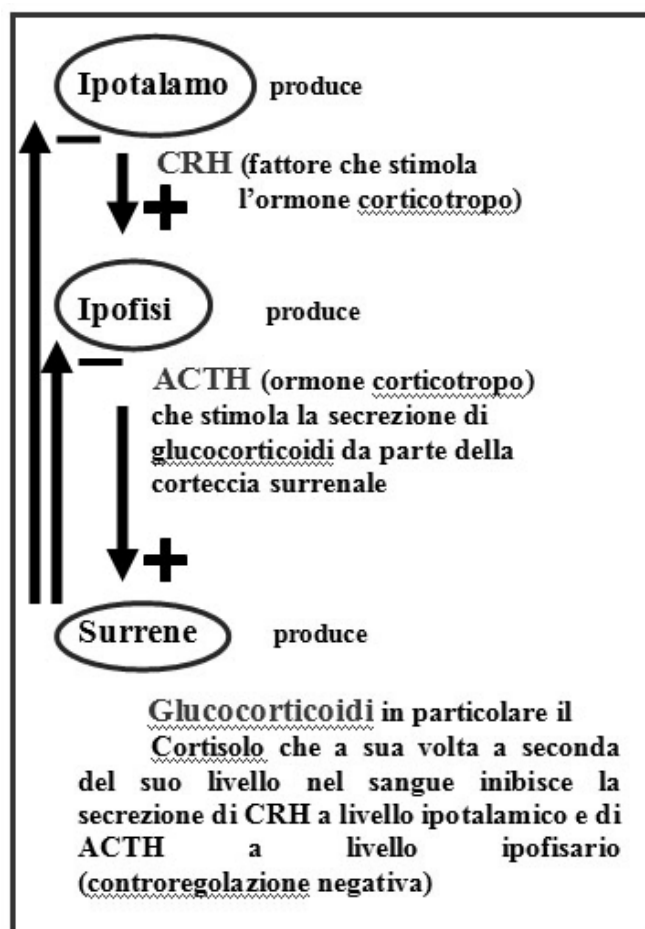 Ipotalamo produce
CRH (fattore che stimola
l'ormone corticotropo)
Ipofisi produce
ACTH (ormone corticotropo)
che stimola la secrezione di
glucocorticoidi da parte della
corteccia surrenale
Surrene produce
Glucocorticoidi in particolare il
Cortisolo che a sua volta a seconda
del suo livello nel sangue inibisce la
secrezione di CRH a livello ipotalamico e di
ACTH a livello ipofisario
(controregolazione negativa)